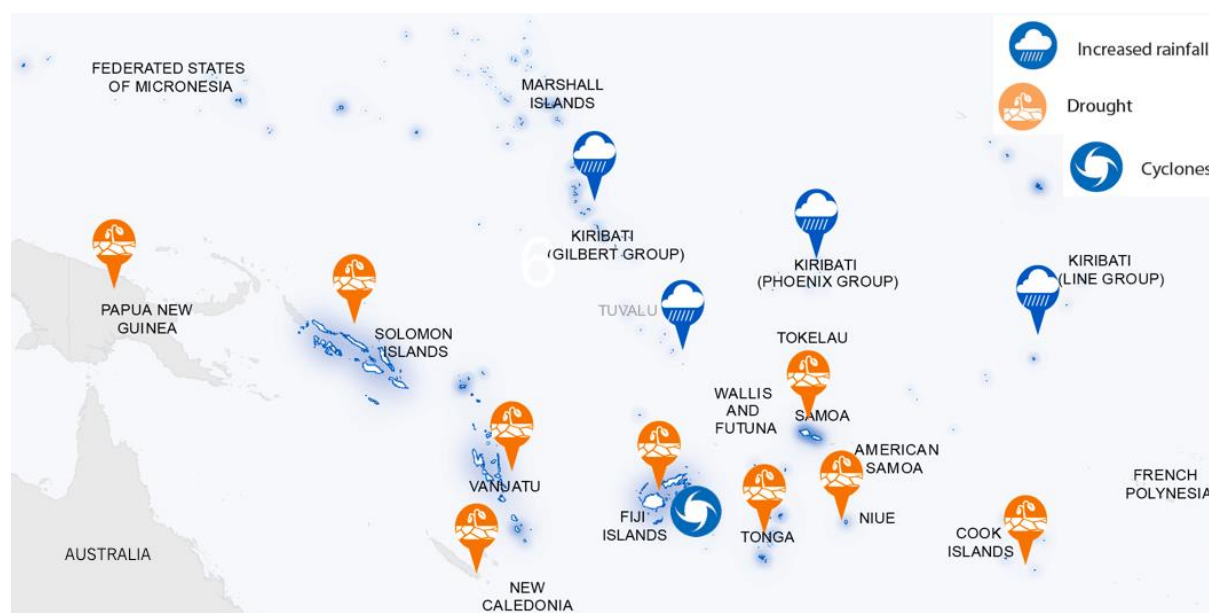 Increased rainfall
Drought
Cyclones
FEDERATED STATES
OF MICRONESIA
MARSHALL
ISLANDS
KIRIBATI
(GILBERT GROUP)
6
KIRIBATI
(PHOENIX GROUP)
KIRIBATI
(LINE GROUP)
PAPUA NEW
GUINEA
SOLOMON
ISLANDS
TUVALU
TOKELAU
WALLIS
AND
FUTUNA
SAMOA
AMERICAN
SAMOA
VANUATU
FIJI
ISLANDS
TONGA
NIUE
COOK
ISLANDS
FRENCH
POLYNESIA
AUSTRALIA
NEW
CALEDONIA